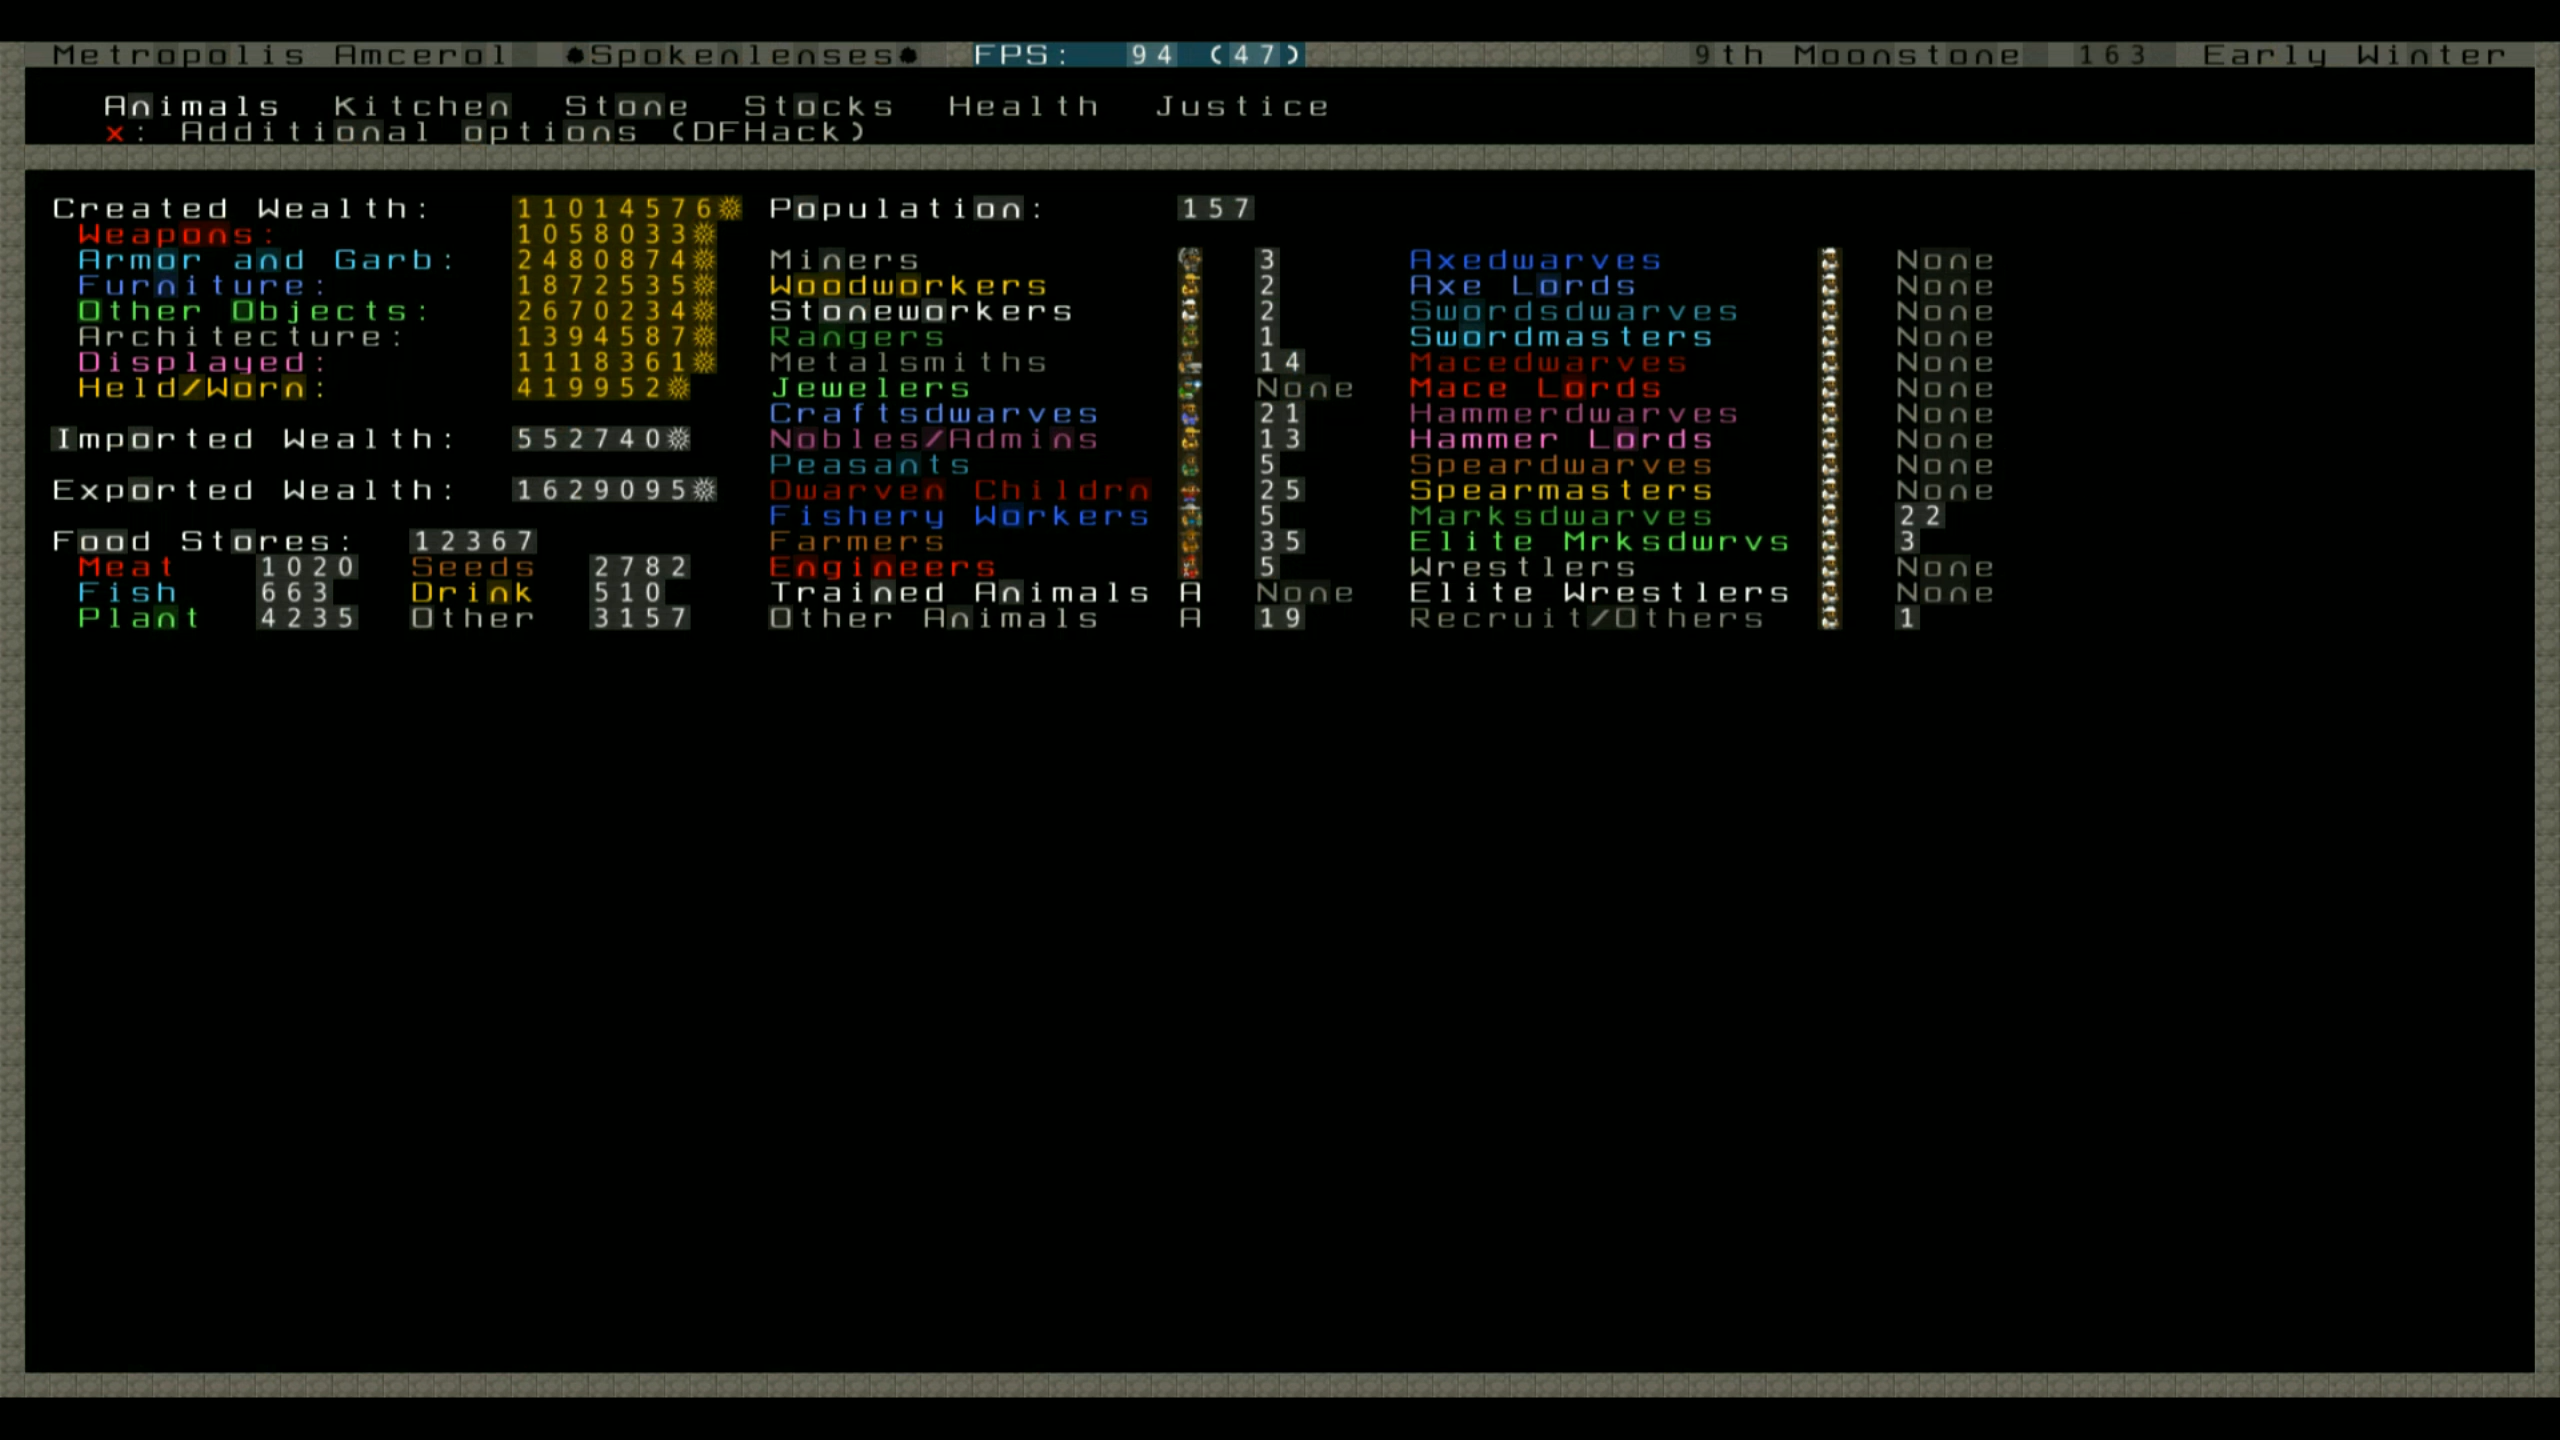 Metropolis Amcerol ●Spokenlenses● FPS: 94 (47) 9th Moonstone 163 Early Winter
Animals Kitchen Stone Stocks Health Justice
x: Additional options (DFHack)
Created Wealth: 11014576☼
Weapons: 1058033☼
Armor and Garb: 2480874☼
Furniture: 1872535☼
Other Objects: 2670234☼
Architecture: 1394587☼
Displayed: 1118361☼
Held/Worn: 419952☼
Imported Wealth: 552740☼
Exported Wealth: 1629095☼
Food Stores: 12367
Meat 1020 Seeds 2782
Fish 663 Drink 510
Plant 4235 Other 3157
Population: 157
Miners 3
Woodworkers 2
Stoneworkers 2
Rangers 1
Metalsmiths 14
Jewelers None
Craftsdwarves 21
Nobles/Admins 13
Peasants 5
Dwarven Childrn 25
Fishery Workers 5
Farmers 35
Engineers 5
Trained Animals A None
Other Animals A 19
Axedwarves None
Axe Lords None
Swordsdwarves None
Swordmasters None
Macedwarves None
Mace Lords None
Hammerdwarves None
Hammer Lords None
Speardwarves None
Spearmasters None
Marksdwarves 22
Elite Mrksdwrvs 3
Wrestlers None
Elite Wrestlers None
Recruit/Others 1